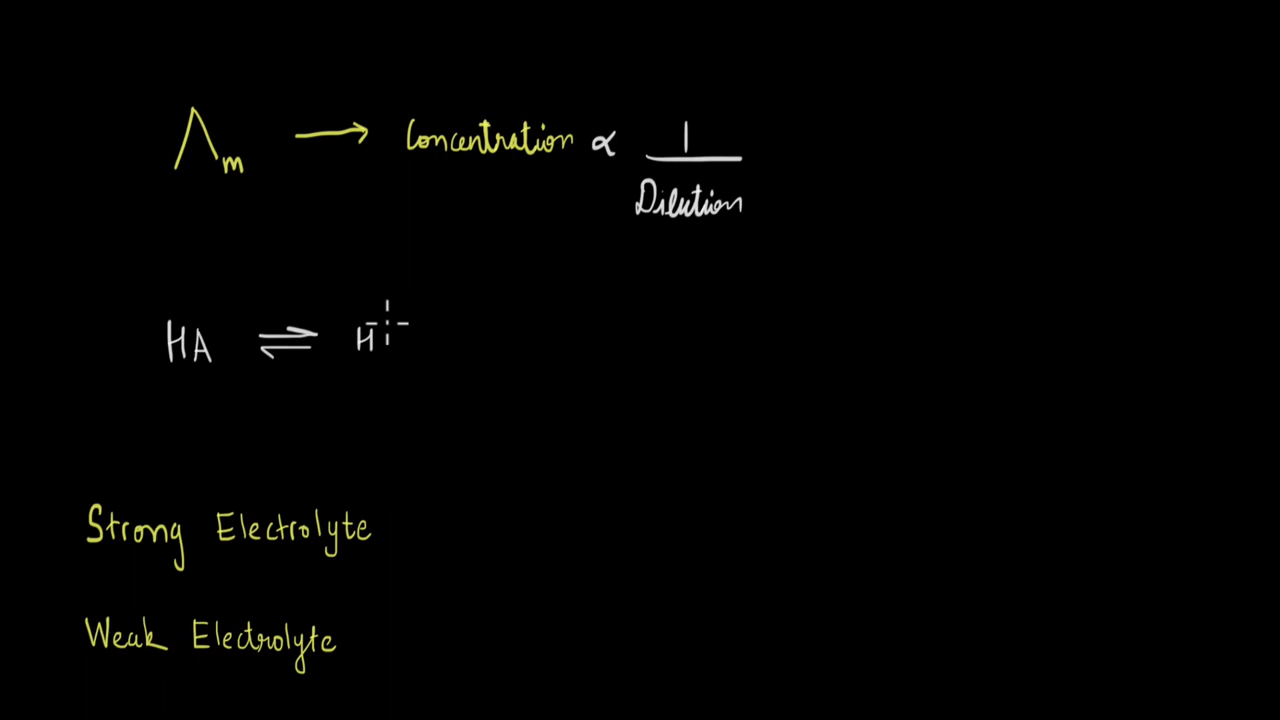 Λm → Concentration ∝ 1/Dilution
HA ⇌ H
Strong Electrolyte
Weak Electrolyte